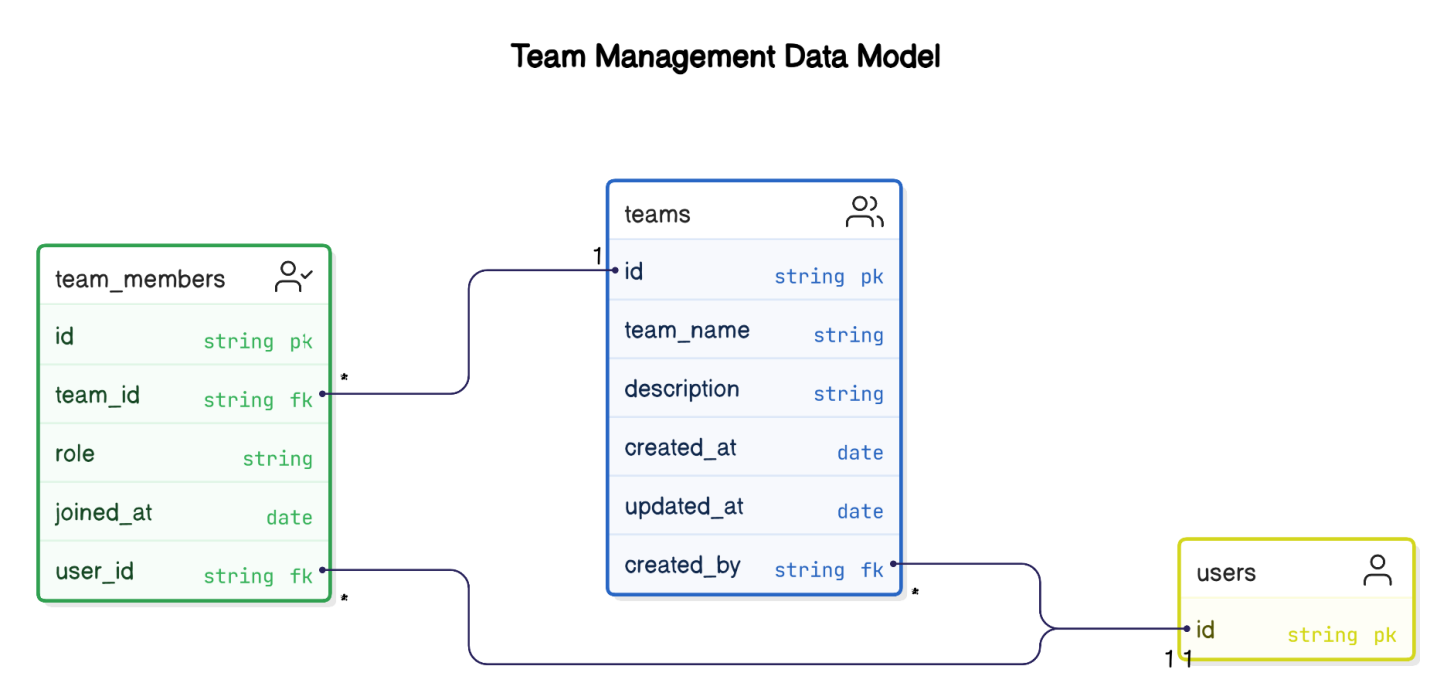 Team Management Data Model
team_members
id string pk
team_id string fk
*
role string
joined_at date
user_id string fk
*
teams
1
id string pk
team_name string
description string
created_at date
updated_at date
created_by string fk
*
users
id string pk
1 1